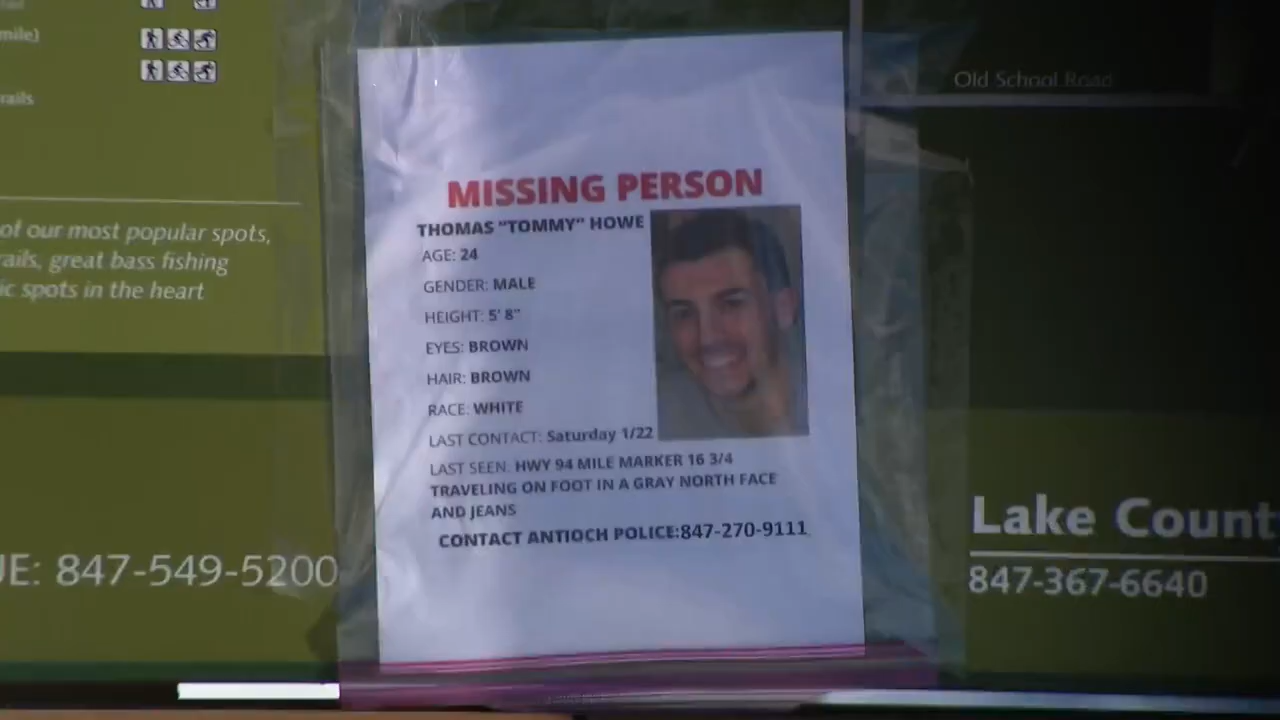 mile)
rails
Old School Road
of our most popular spots,
rails, great bass fishing
ic spots in the heart
MISSING PERSON
THOMAS “TOMMY” HOWE
AGE: 24
GENDER: MALE
HEIGHT: 5' 8"
EYES: BROWN
HAIR: BROWN
RACE: WHITE
LAST CONTACT: Saturday 1/22
LAST SEEN: HWY 94 MILE MARKER 16 3/4
TRAVELING ON FOOT IN A GRAY NORTH FACE
AND JEANS
CONTACT ANTIOCH POLICE:847-270-9111
UE: 847-549-5200
Lake Count
847-367-6640